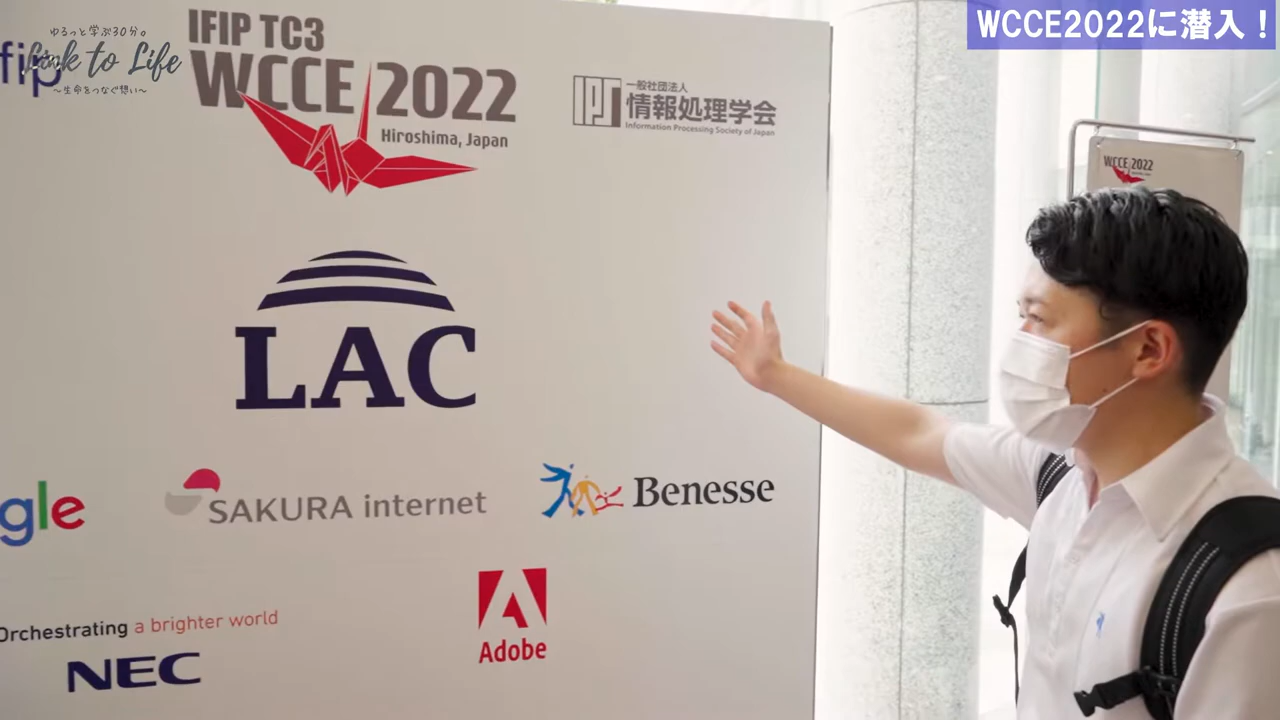 ゆるっと学ぶ30分。
Link to Life
～生命をつなぐ想い～
WCCE2022に潜入！
ifip
IFIP TC3
WCCE 2022
Hiroshima, Japan
IPSJ
一般社団法人
情報処理学会
Information Processing Society of Japan
WCCE 2022
LAC
gle
SAKURA internet
Benesse
Orchestrating a brighter world
NEC
Adobe